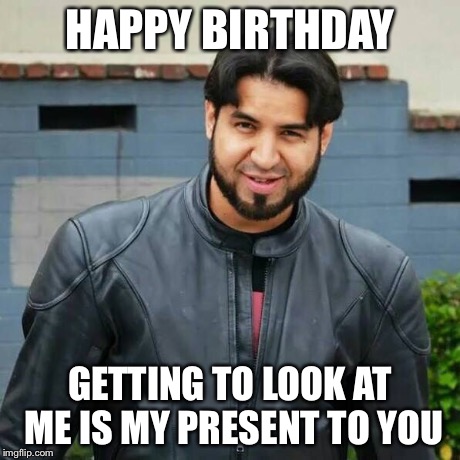 HAPPY BIRTHDAY
GETTING TO LOOK AT
ME IS MY PRESENT TO YOU
imgflip.com